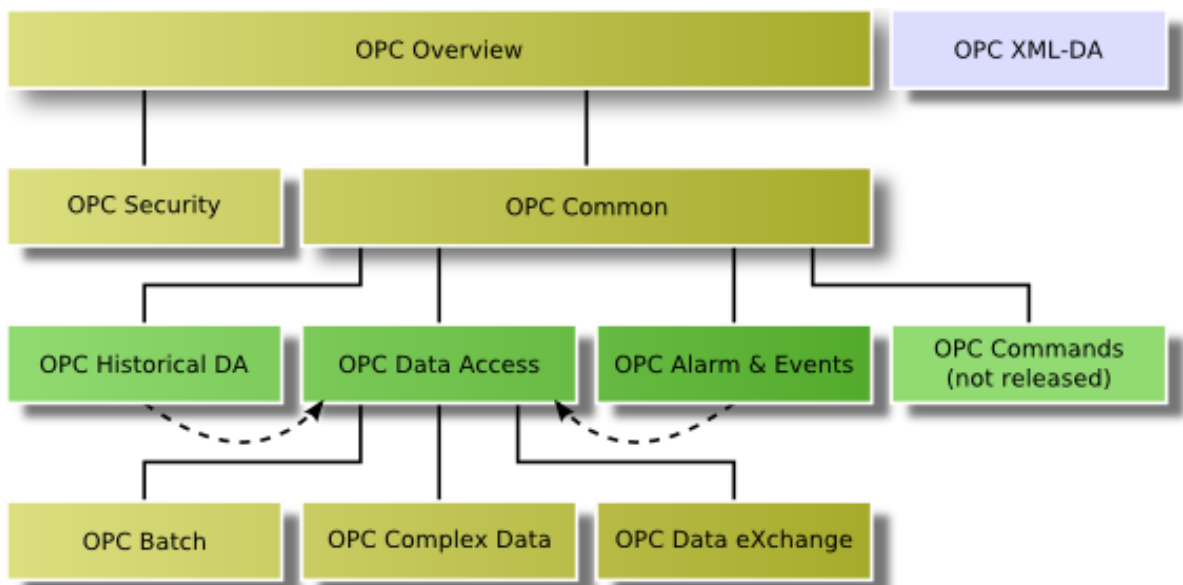 OPC Overview
OPC XML-DA
OPC Security
OPC Common
OPC Historical DA
OPC Data Access
OPC Alarm & Events
OPC Commands
(not released)
OPC Batch
OPC Complex Data
OPC Data eXchange